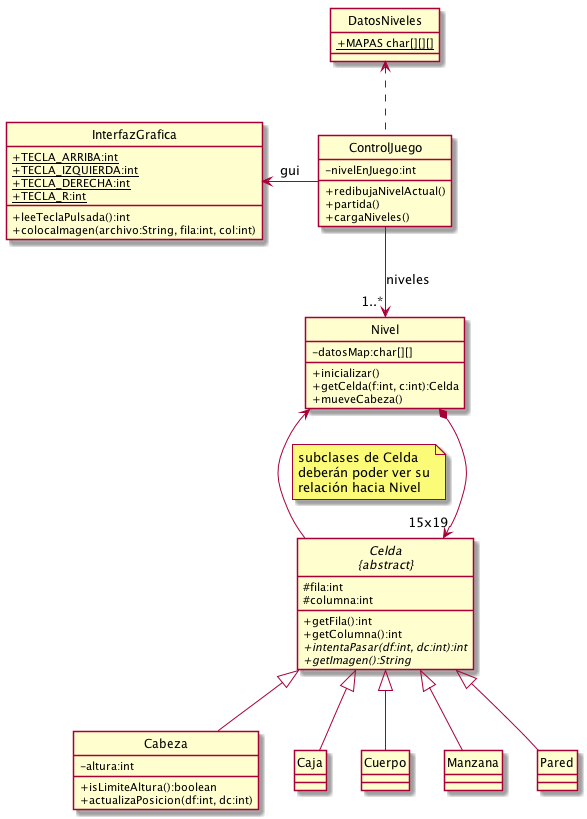 DatosNiveles
+MAPAS char[][][]
InterfazGrafica
+TECLA_ARRIBA:int
+TECLA_IZQUIERDA:int
+TECLA_DERECHA:int
+TECLA_R:int
+leeTeclaPulsada():int
+colocaImagen(archivo:String, fila:int, col:int)
gui
ControlJuego
-nivelEnJuego:int
+redibujaNivelActual()
+partida()
+cargaNiveles()
niveles
1..*
Nivel
-datosMap:char[][]
+inicializar()
+getCelda(f:int, c:int):Celda
+mueveCabeza()
subclases de Celda
deberán poder ver su
relación hacia Nivel
15x19
Celda
{abstract}
#fila:int
#columna:int
+getFila():int
+getColumna():int
+intentaPasar(df:int, dc:int):int
+getImagen():String
Cabeza
-altura:int
+isLimiteAltura():boolean
+actualizaPosicion(df:int, dc:int)
Caja
Cuerpo
Manzana
Pared